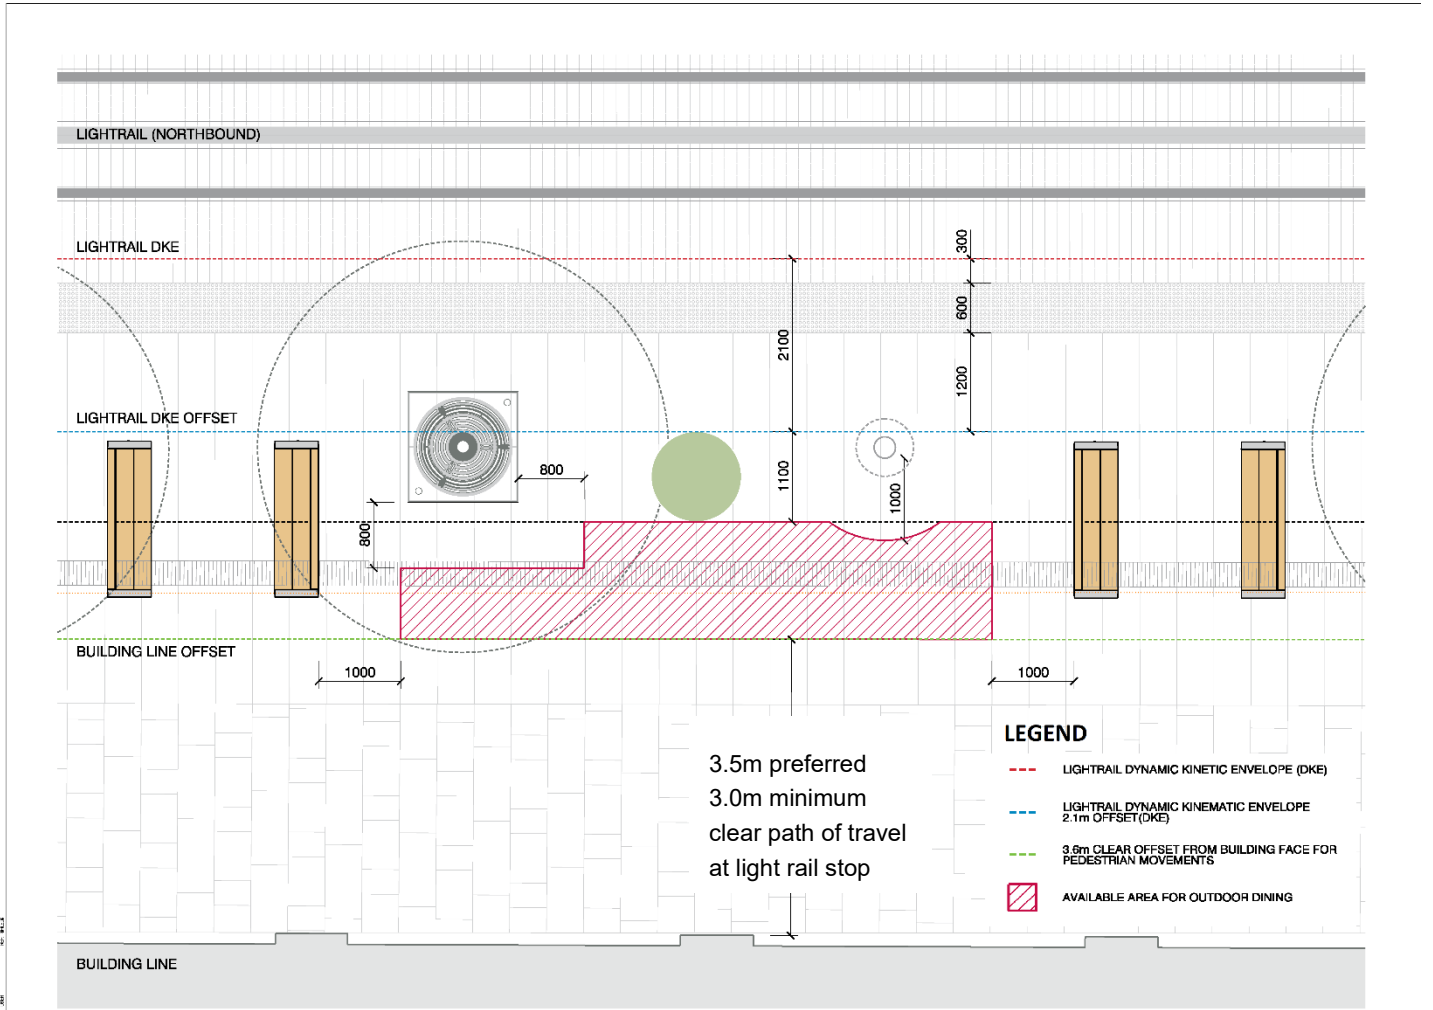 LIGHTRAIL (NORTHBOUND)
LIGHTRAIL DKE
300
600
2100
1200
LIGHTRAIL DKE OFFSET
800
1100
1000
800
BUILDING LINE OFFSET
1000
1000
LEGEND
LIGHTRAIL DYNAMIC KINETIC ENVELOPE (DKE)
LIGHTRAIL DYNAMIC KINEMATIC ENVELOPE
2.1m OFFSET(DKE)
3.6m CLEAR OFFSET FROM BUILDING FACE FOR
PEDESTRIAN MOVEMENTS
AVAILABLE AREA FOR OUTDOOR DINING
3.5m preferred
3.0m minimum
clear path of travel
at light rail stop
BUILDING LINE